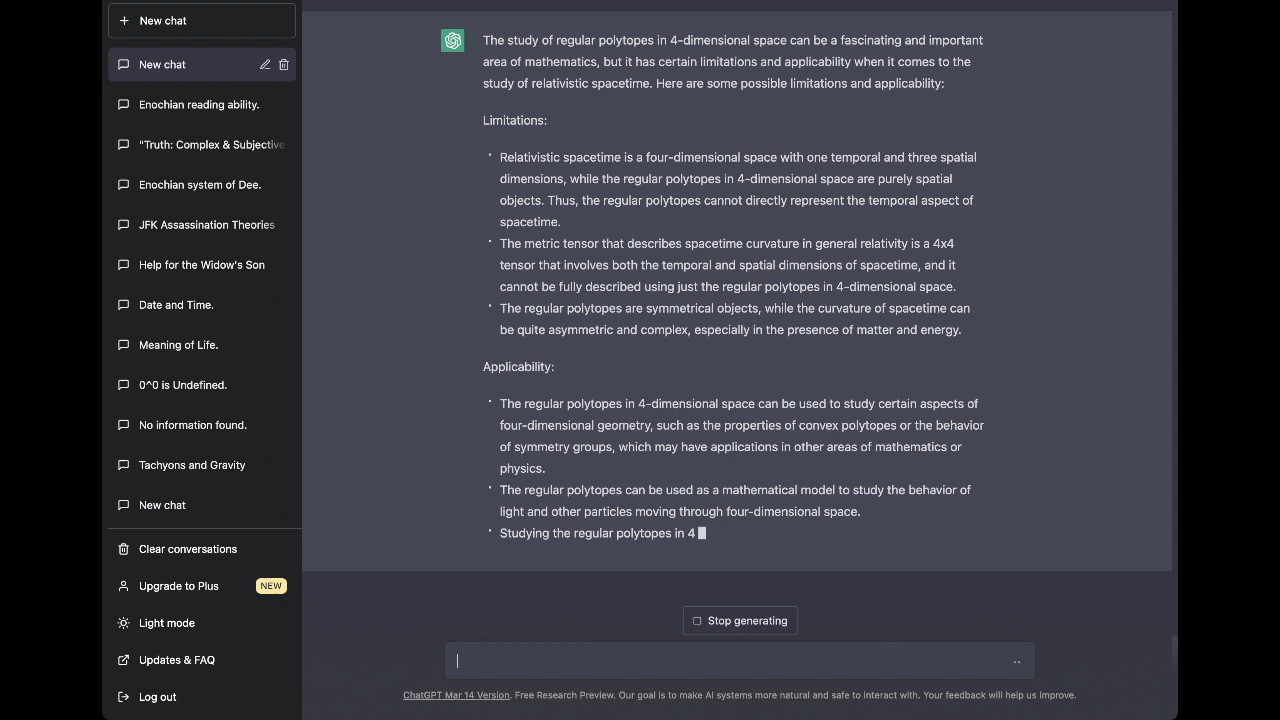 New chat
New chat
Enochian reading ability.
"Truth: Complex & Subjective
Enochian system of Dee.
JFK Assassination Theories
Help for the Widow's Son
Date and Time.
Meaning of Life.
0^0 is Undefined.
No information found.
Tachyons and Gravity
New chat
Clear conversations
Upgrade to Plus NEW
Light mode
Updates & FAQ
Log out
The study of regular polytopes in 4-dimensional space can be a fascinating and important
area of mathematics, but it has certain limitations and applicability when it comes to the
study of relativistic spacetime. Here are some possible limitations and applicability:
Limitations:
• Relativistic spacetime is a four-dimensional space with one temporal and three spatial
dimensions, while the regular polytopes in 4-dimensional space are purely spatial
objects. Thus, the regular polytopes cannot directly represent the temporal aspect of
spacetime.
• The metric tensor that describes spacetime curvature in general relativity is a 4x4
tensor that involves both the temporal and spatial dimensions of spacetime, and it
cannot be fully described using just the regular polytopes in 4-dimensional space.
• The regular polytopes are symmetrical objects, while the curvature of spacetime can
be quite asymmetric and complex, especially in the presence of matter and energy.
Applicability:
• The regular polytopes in 4-dimensional space can be used to study certain aspects of
four-dimensional geometry, such as the properties of convex polytopes or the behavior
of symmetry groups, which may have applications in other areas of mathematics or
physics.
• The regular polytopes can be used as a mathematical model to study the behavior of
light and other particles moving through four-dimensional space.
• Studying the regular polytopes in 4
Stop generating
ChatGPT Mar 14 Version. Free Research Preview. Our goal is to make AI systems more natural and safe to interact with. Your feedback will help us improve.